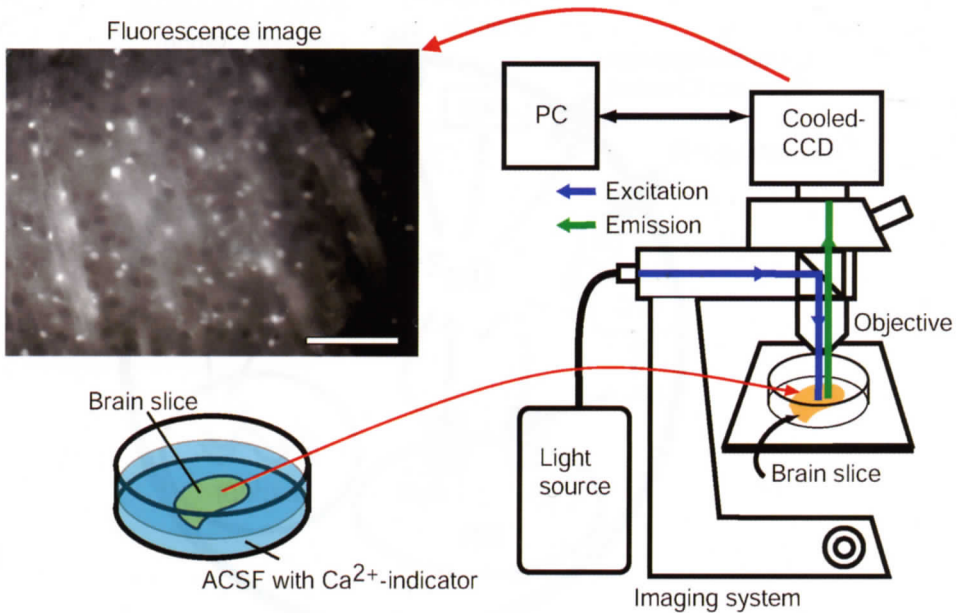 Fluorescence image
PC
Cooled-
CCD
Excitation
Emission
Objective
Brain slice
Light
source
Brain slice
ACSF with Ca²⁺-indicator
Imaging system